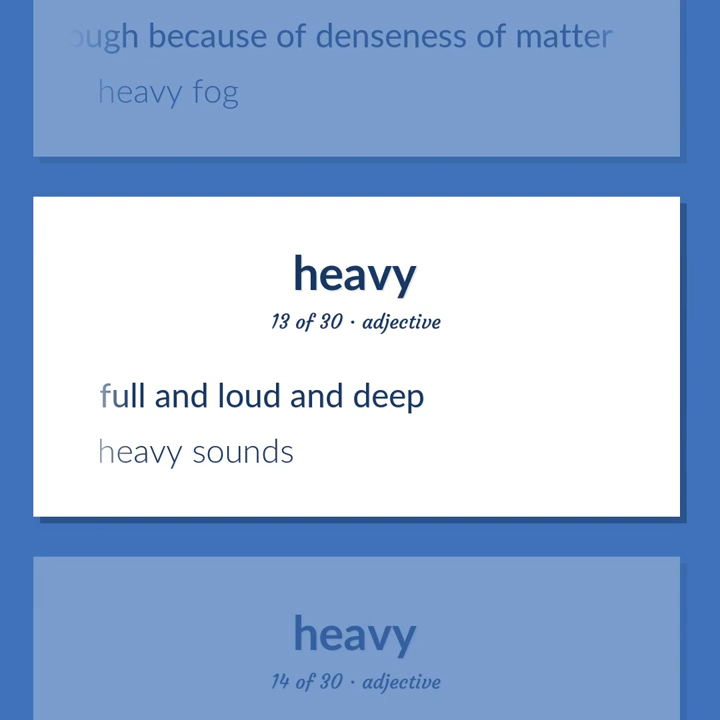 ough because of denseness of matter
heavy fog
heavy
13 of 30 · adjective
full and loud and deep
heavy sounds
heavy
14 of 30 · adjective